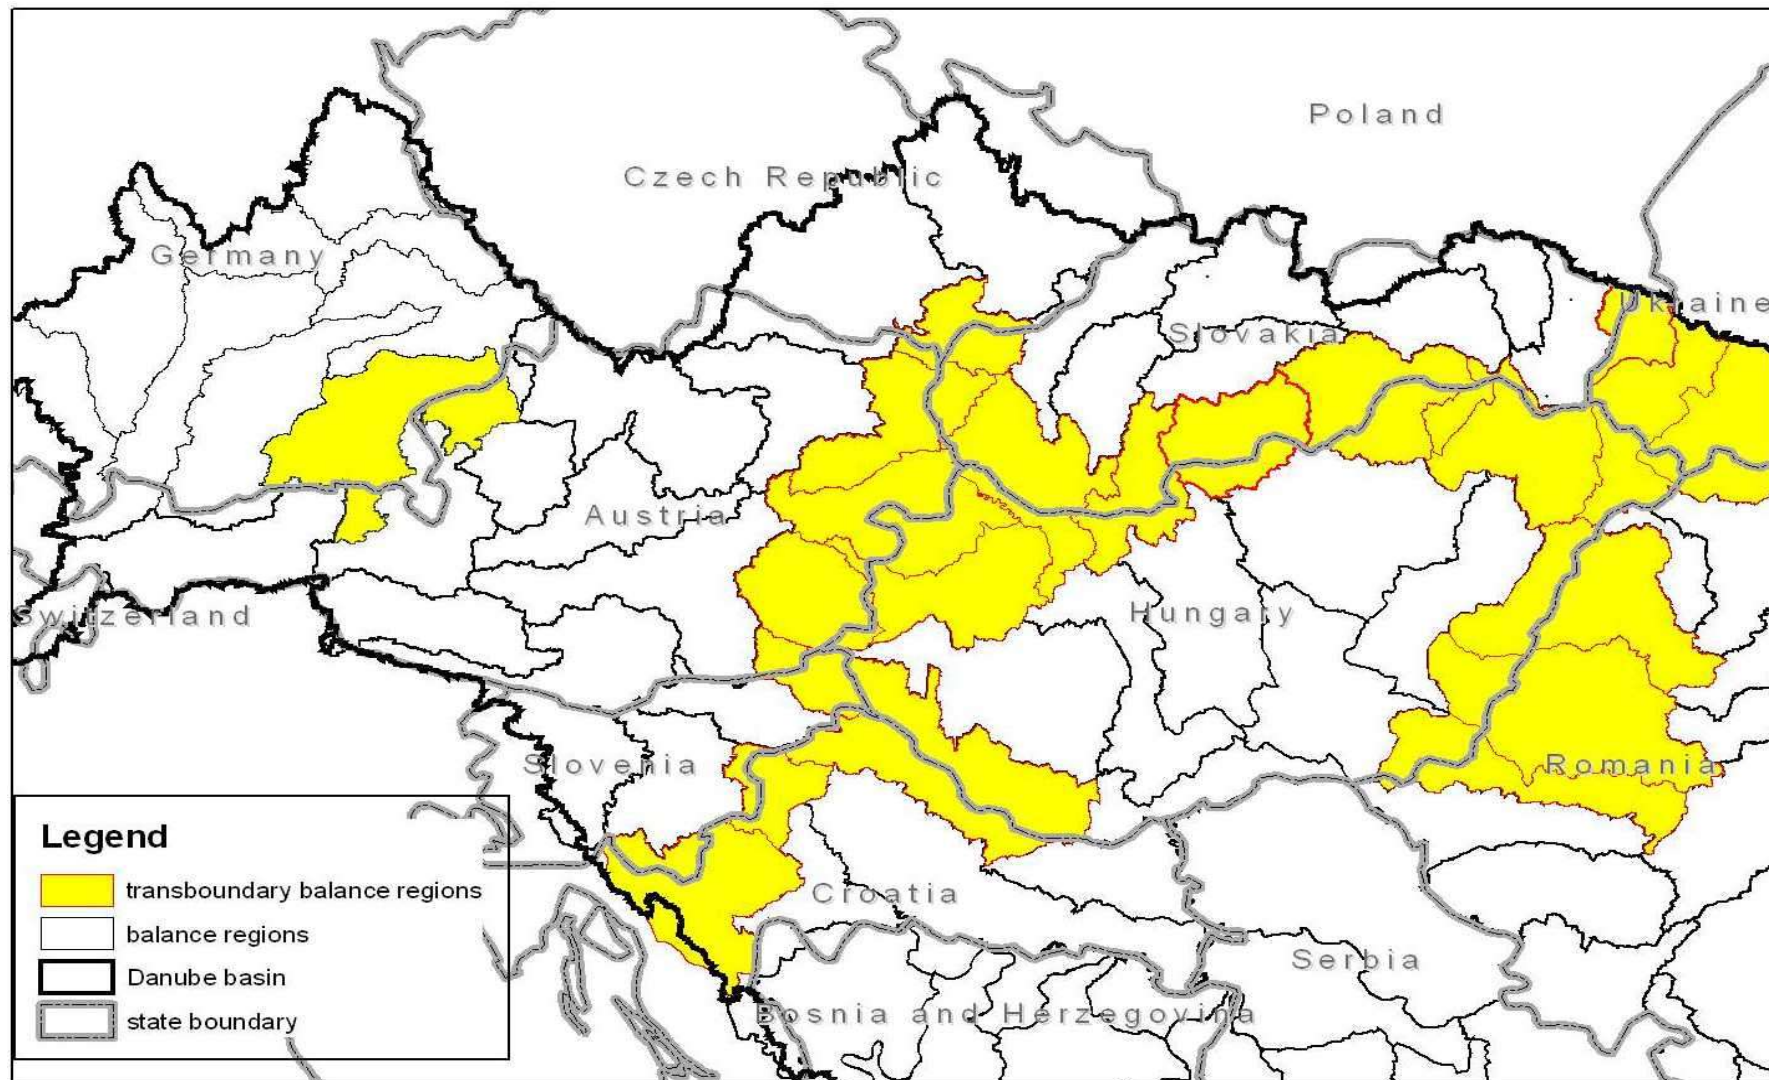 Poland
Czech Republic
Germany
Ukraine
Slovakia
Austria
Switzerland
Hungary
Slovenia
Romania
Croatia
Serbia
Bosnia and Herzegovina
Legend
transboundary balance regions
balance regions
Danube basin
state boundary